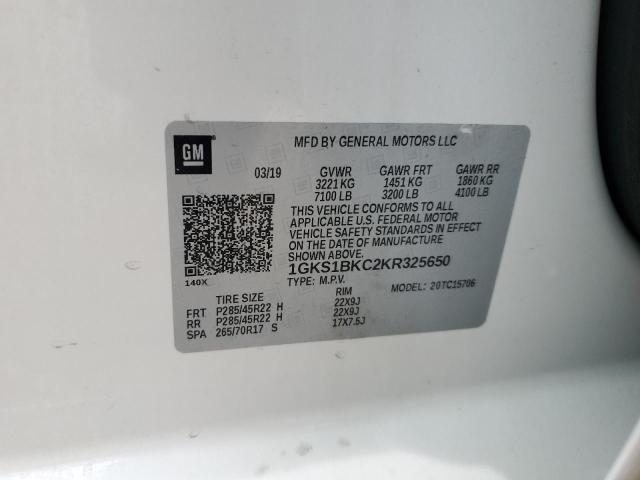 GM
MFD BY GENERAL MOTORS LLC
03/19 GVWR GAWR FRT GAWR RR
3221 KG 1451 KG 1860 KG
7100 LB 3200 LB 4100 LB
THIS VEHICLE CONFORMS TO ALL
APPLICABLE U.S. FEDERAL MOTOR
VEHICLE SAFETY STANDARDS IN EFFECT
ON THE DATE OF MANUFACTURE
SHOWN ABOVE.
1GKS1BKC2KR325650
140X
TYPE: M.P.V. MODEL: 20TC15706
TIRE SIZE RIM
FRT P285/45R22 H 22X9J
RR P285/45R22 H 22X9J
SPA 265/70R17 S 17X7.5J